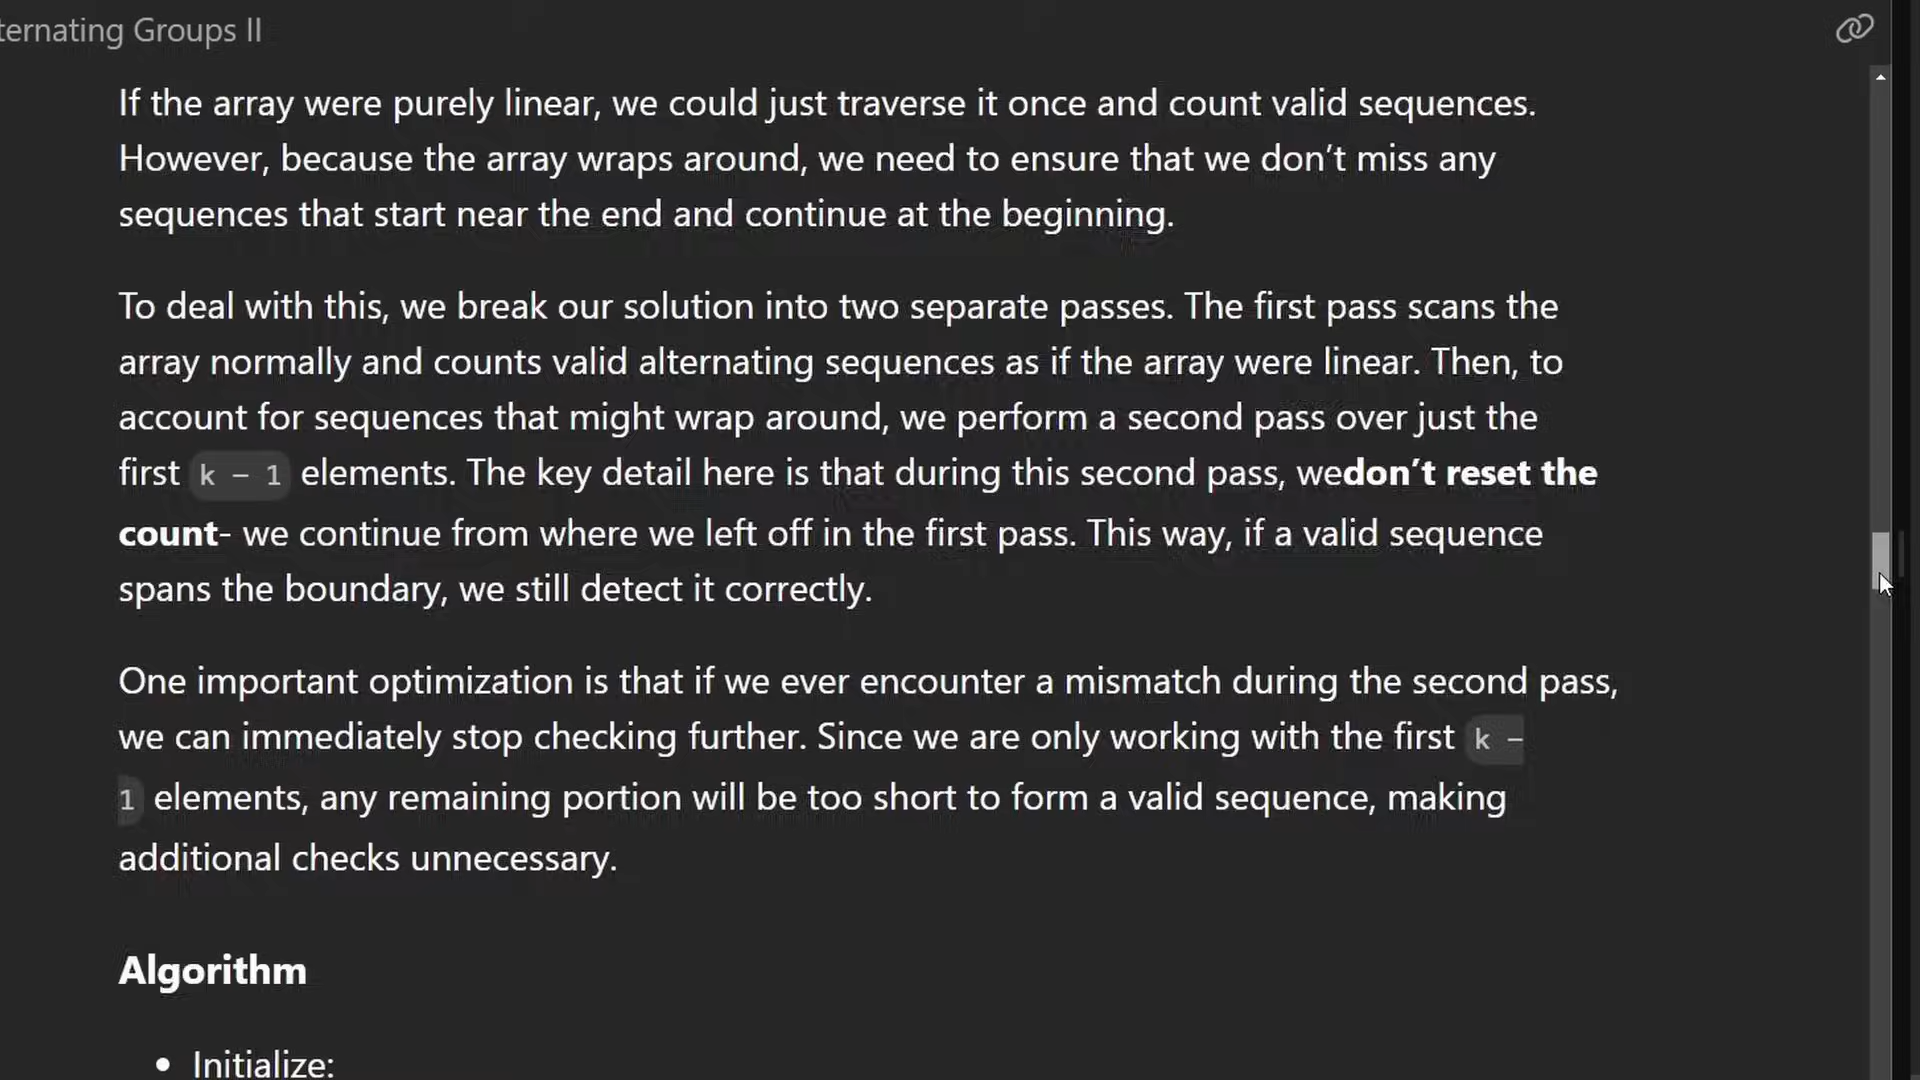 ternating Groups II
If the array were purely linear, we could just traverse it once and count valid sequences.
However, because the array wraps around, we need to ensure that we don’t miss any
sequences that start near the end and continue at the beginning.
To deal with this, we break our solution into two separate passes. The first pass scans the
array normally and counts valid alternating sequences as if the array were linear. Then, to
account for sequences that might wrap around, we perform a second pass over just the
first k - 1 elements. The key detail here is that during this second pass, wedon’t reset the
count- we continue from where we left off in the first pass. This way, if a valid sequence
spans the boundary, we still detect it correctly.
One important optimization is that if we ever encounter a mismatch during the second pass,
we can immediately stop checking further. Since we are only working with the first k -
1 elements, any remaining portion will be too short to form a valid sequence, making
additional checks unnecessary.
Algorithm
• Initialize: